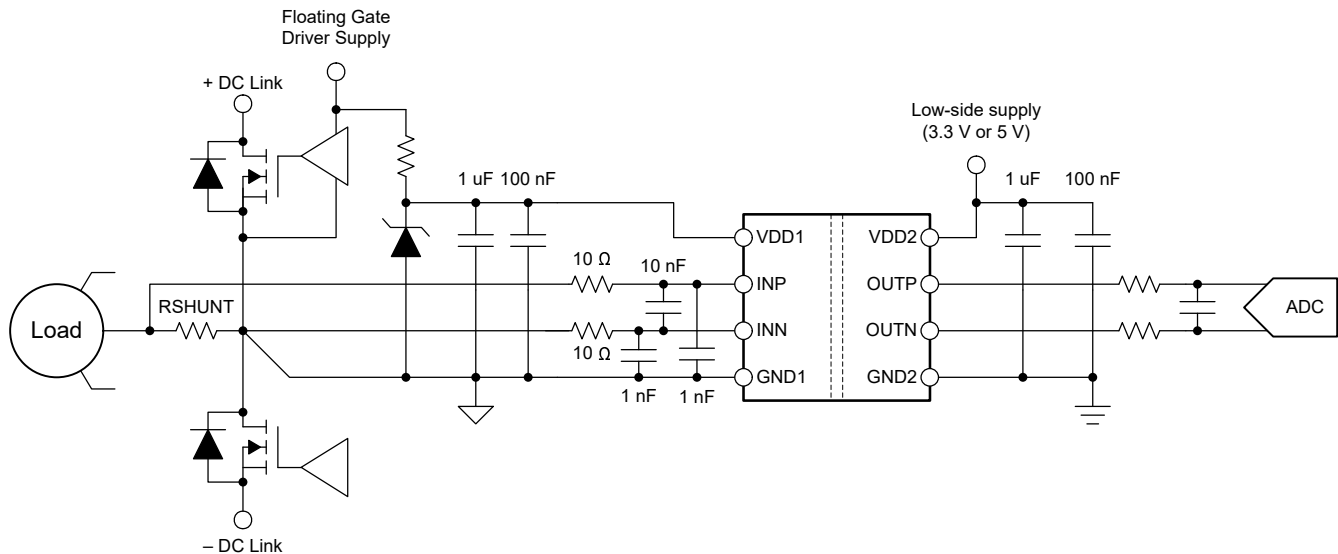 Floating Gate
Driver Supply
+ DC Link
Low-side supply
(3.3 V or 5 V)
1 uF
100 nF
1 uF
100 nF
VDD1
VDD2
10 Ω
10 nF
INP
OUTP
RSHUNT
Load
INN
OUTN
ADC
10 Ω
GND1
GND2
1 nF
1 nF
– DC Link